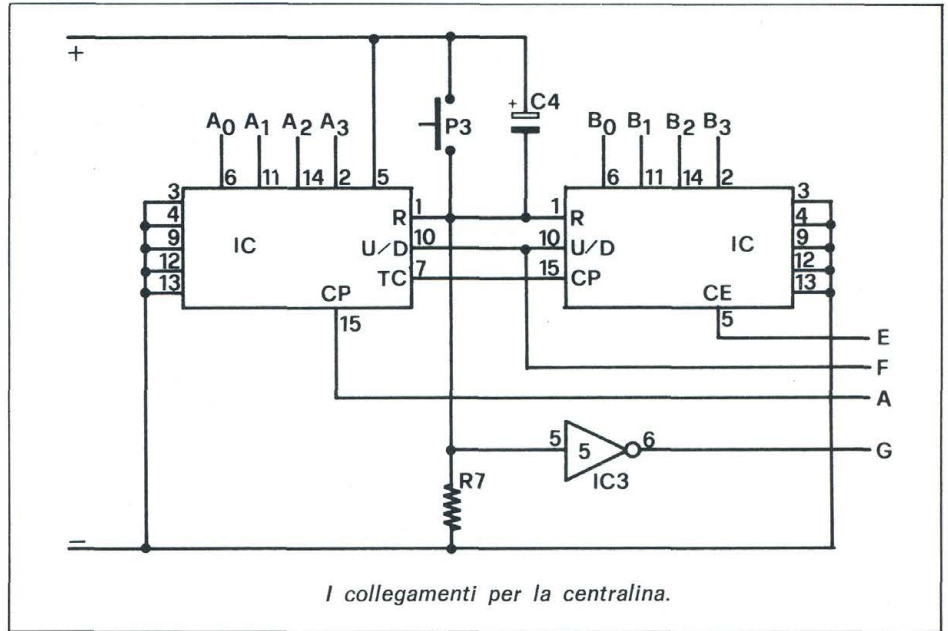 +
A0 A1 A2 A3
6 11 14 2 5
3
4
9
12
13
IC
R
U/D
TC
CP
1
10
7
15
P3
+ C4
B0 B1 B2 B3
6 11 14 2
1
10
15
R
U/D
CP
IC
CE
5
3
4
9
12
13
E
F
A
G
5
5
6
IC3
R7
−
I collegamenti per la centralina.